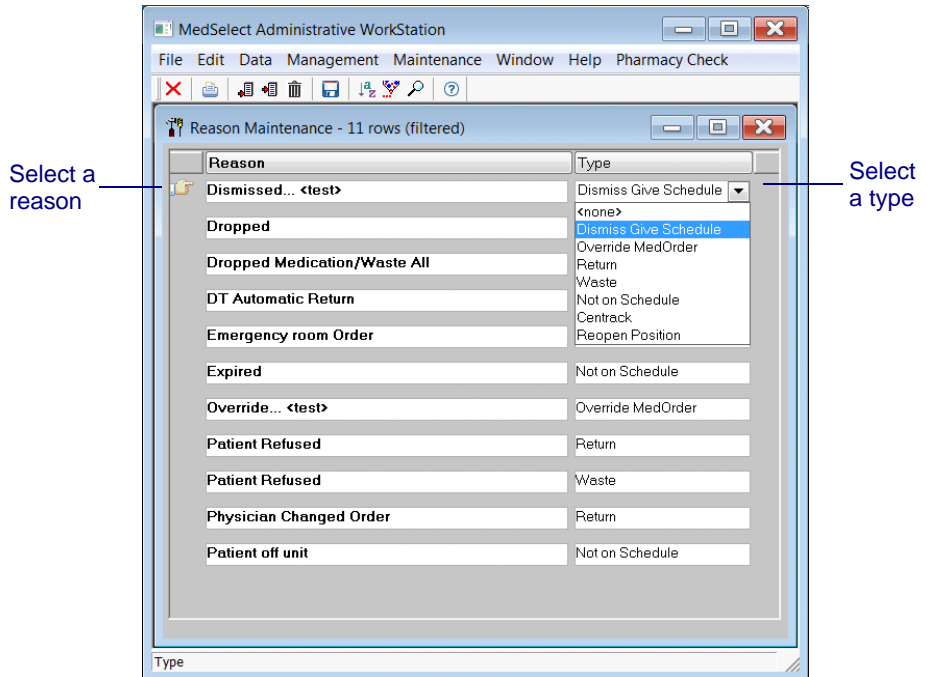 MedSelect Administrative WorkStation
File Edit Data Management Maintenance Window Help Pharmacy Check
Reason Maintenance - 11 rows (filtered)
Reason Type
Select a
reason
Dismissed... <test> Dismiss Give Schedule
Select
a type
<none>
Dropped Dismiss Give Schedule
Override MedOrder
Dropped Medication/Waste All Return
Waste
DT Automatic Return Not on Schedule
Centrack
Emergency room Order Reopen Position
Expired Not on Schedule
Override... <test> Override MedOrder
Patient Refused Return
Patient Refused Waste
Physician Changed Order Return
Patient off unit Not on Schedule
Type